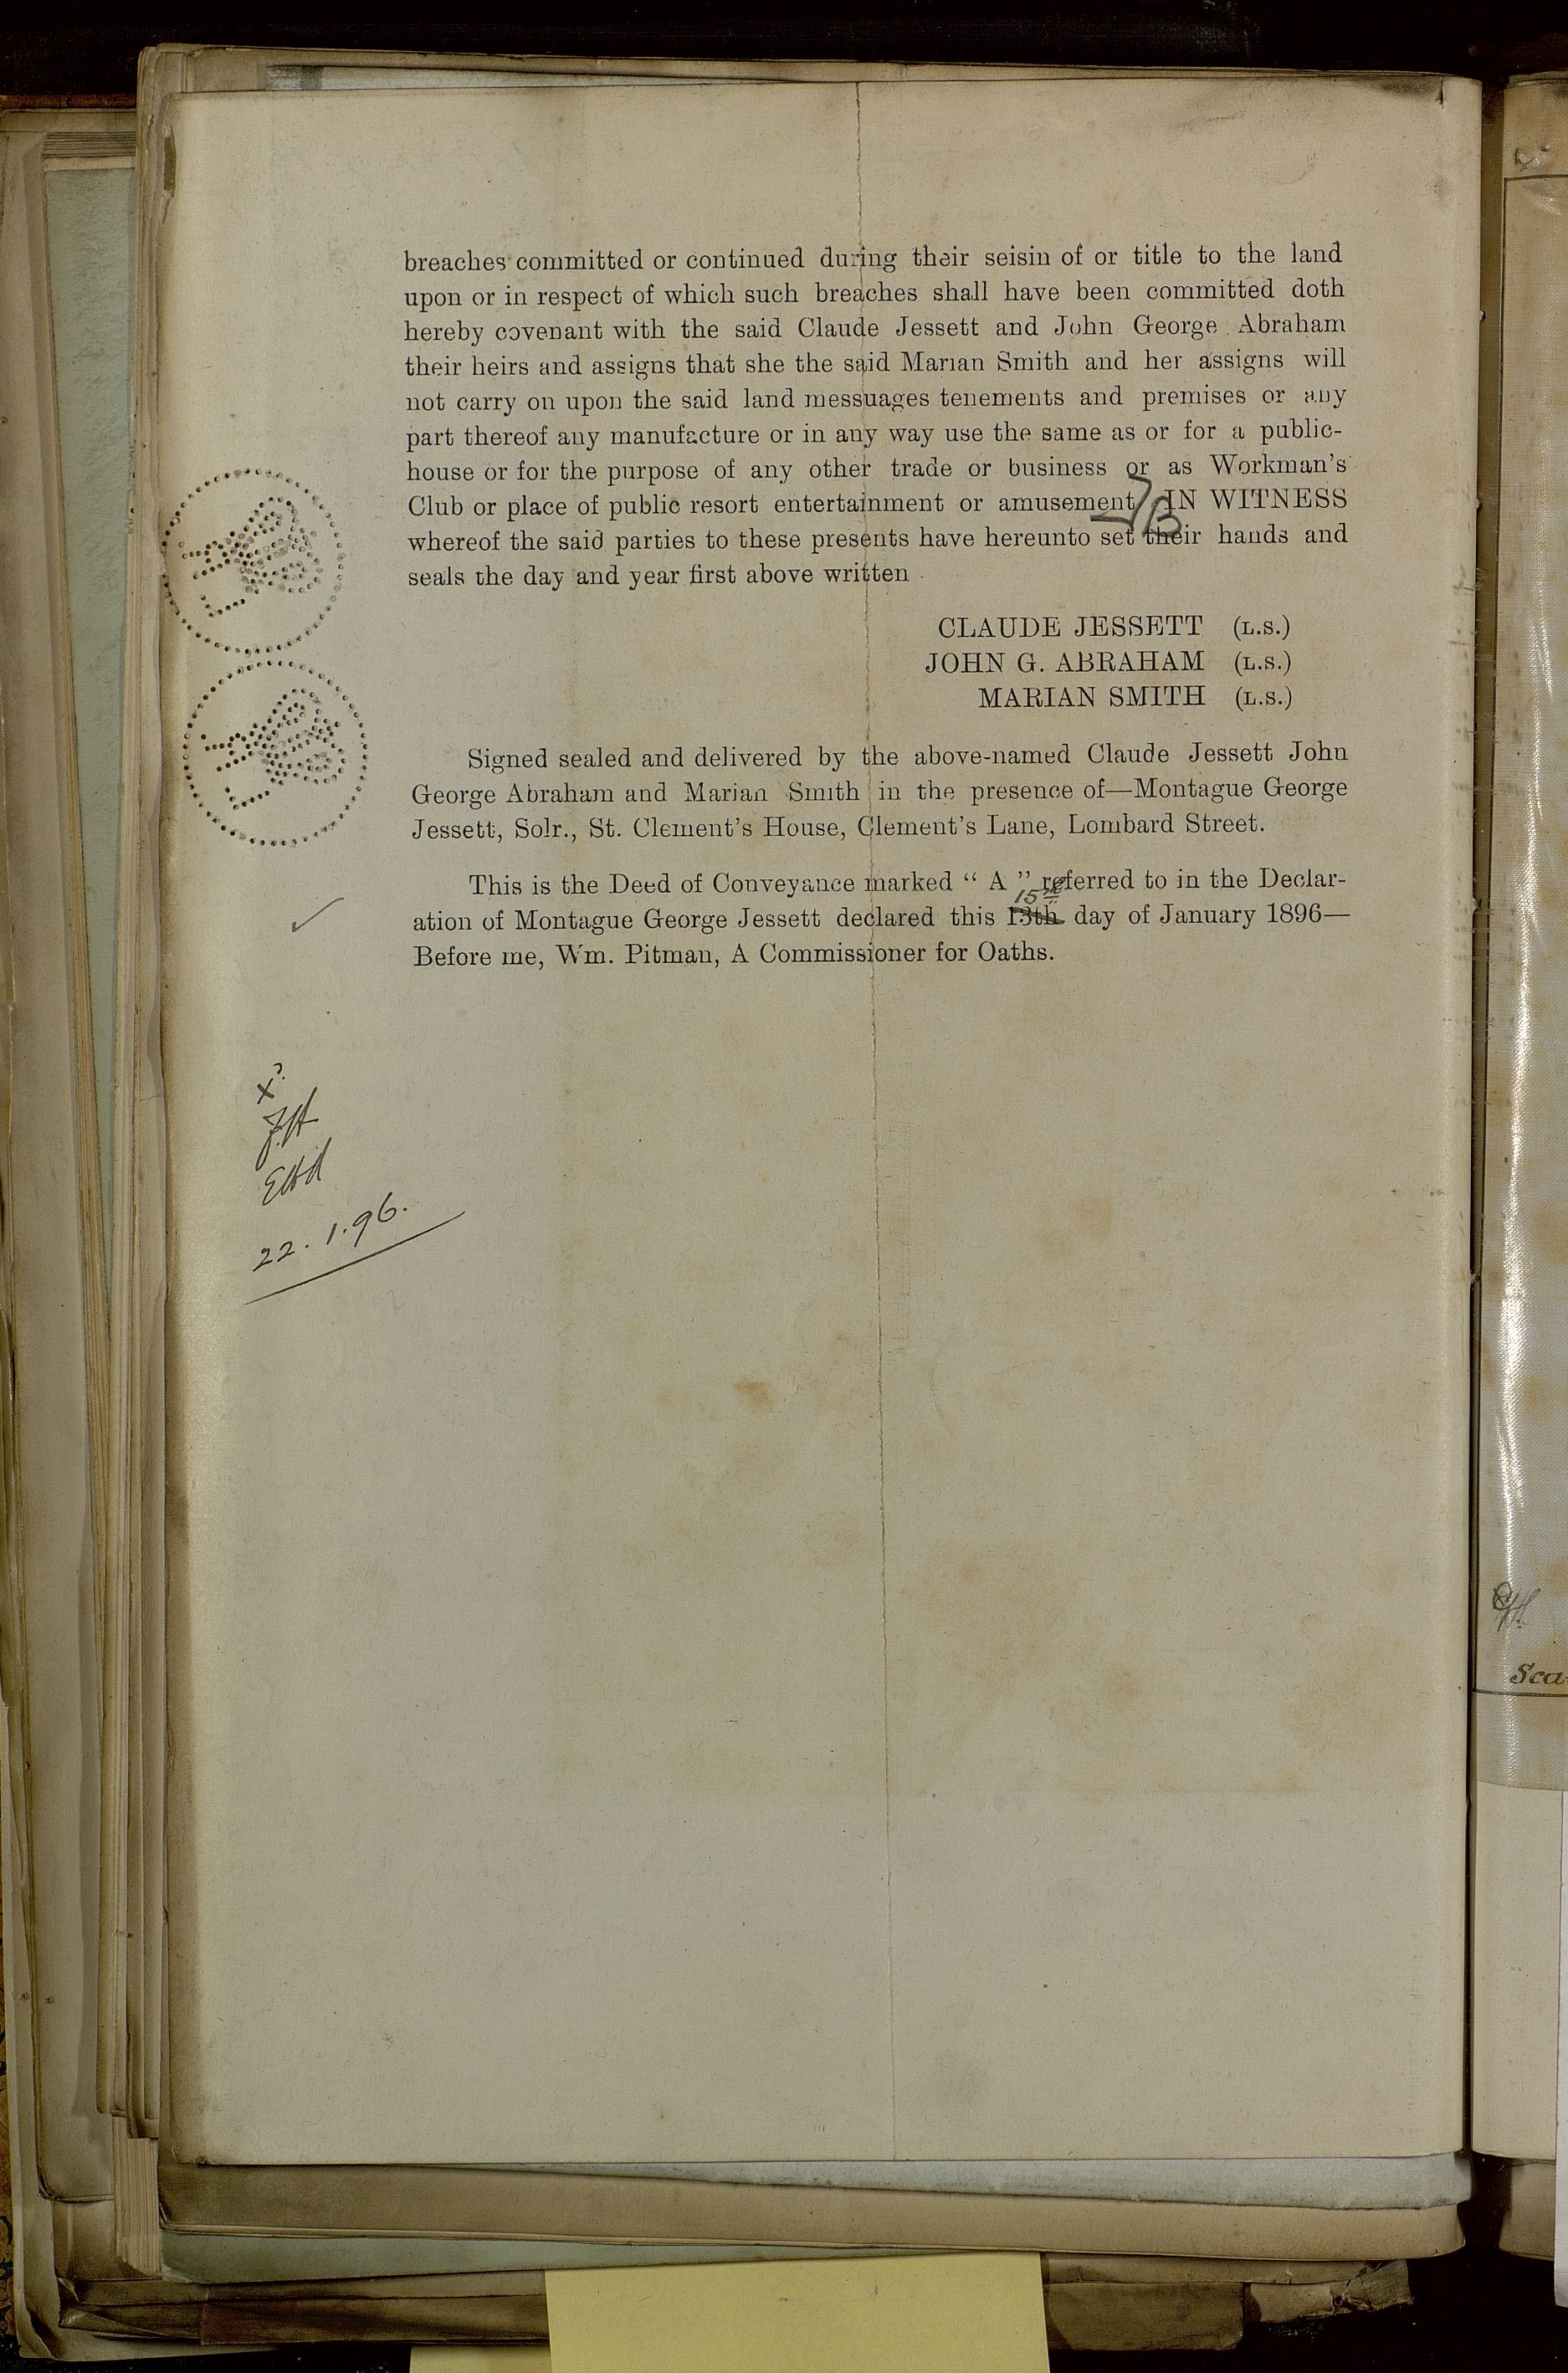 breaches committed or continued during their seisin of or title to the land
upon or in respect of which such breaches shall have been committed doth
hereby covenant with the said Claude Jessett and John George Abraham
their heirs and assigns that she the said Marian Smith and her assigns will
not carry on upon the said land messuages tenements and premises or any
part thereof any manufacture or in any way use the same as or for a public-
house or for the purpose of any other trade or business or as Workman's
Club or place of public resort entertainment or amusement IN WITNESS
whereof the said parties to these presents have hereunto set their hands and
seals the day and year first above written
CLAUDE JESSETT (L.S.)
JOHN G. ABRAHAM (L.S.)
MARIAN SMITH (L.S.)
Signed sealed and delivered by the above-named Claude Jessett John
George Abraham and Marian Smith in the presence of—Montague George
Jessett, Solr., St. Clement's House, Clement's Lane, Lombard Street.
This is the Deed of Conveyance marked " A " referred to in the Declar-
15th
ation of Montague George Jessett declared this 13th day of January 1896—
Before me, Wm. Pitman, A Commissioner for Oaths.
22.1.96.
Sca